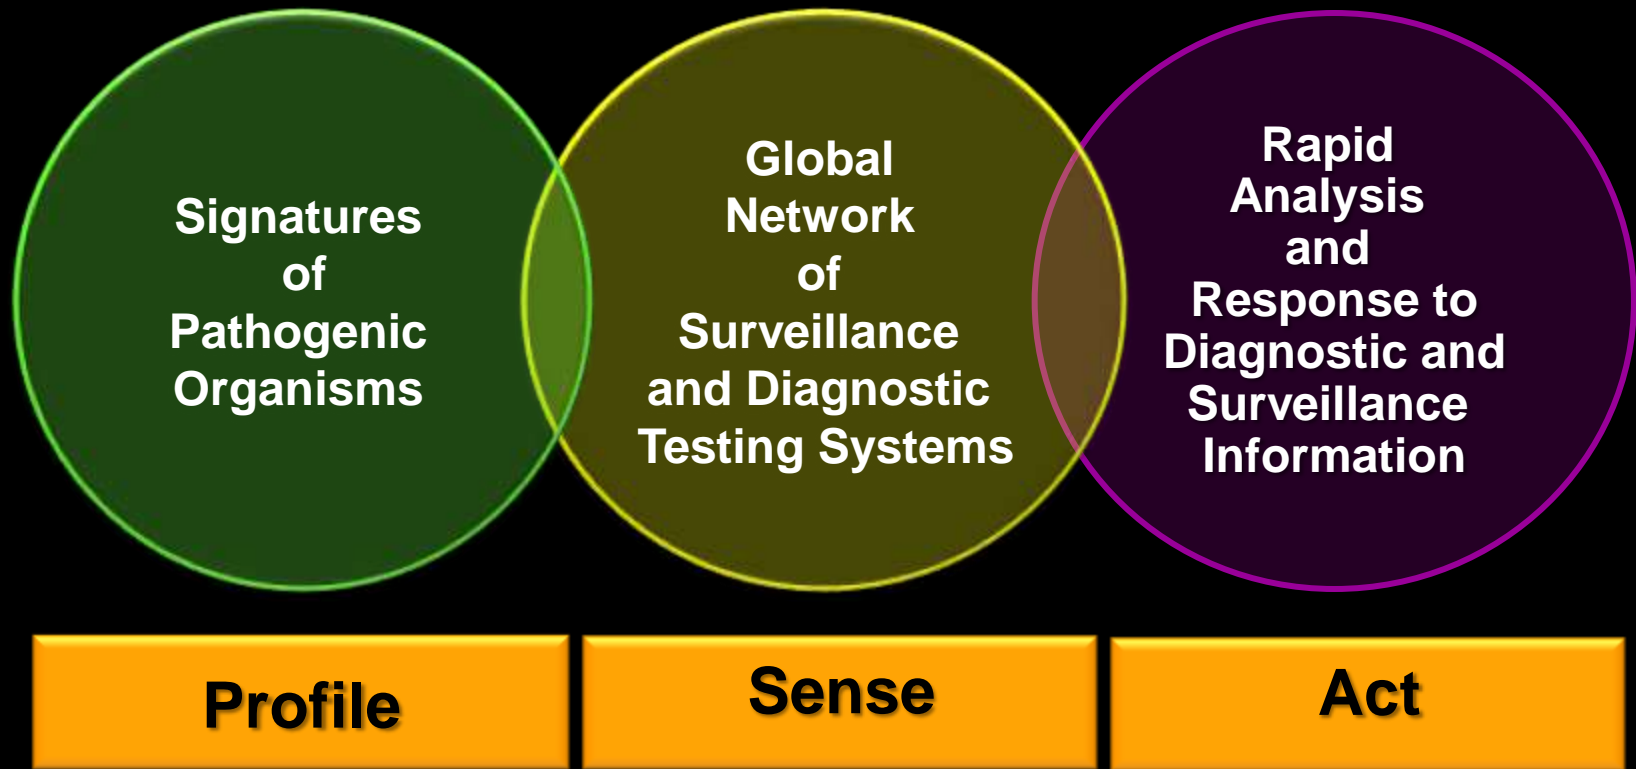 Signatures
of
Pathogenic
Organisms
Global
Network
of
Surveillance
and Diagnostic
Testing Systems
Rapid
Analysis
and
Response to
Diagnostic and
Surveillance
Information
Profile
Sense
Act